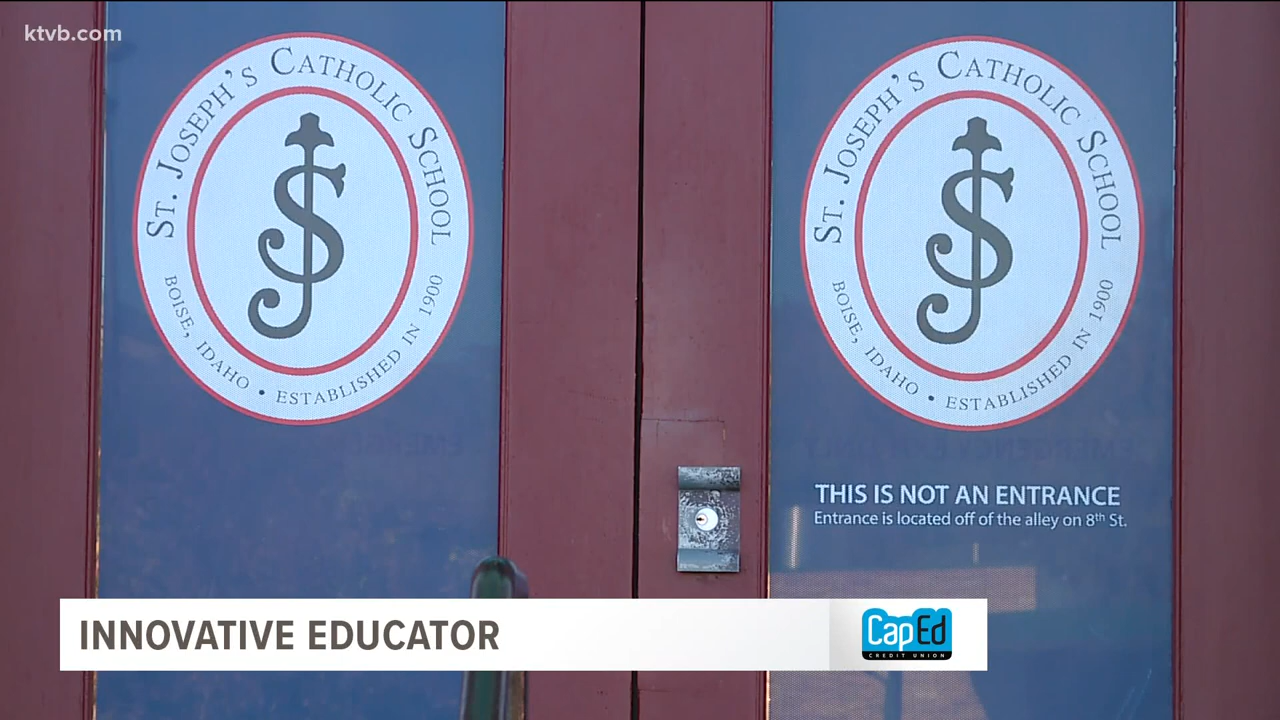 ktvb.com
ST. JOSEPH'S CATHOLIC SCHOOL
BOISE, IDAHO • ESTABLISHED IN 1900
ST. JOSEPH'S CATHOLIC SCHOOL
BOISE, IDAHO • ESTABLISHED IN 1900
THIS IS NOT AN ENTRANCE
Entrance is located off of the alley on 8th St.
INNOVATIVE EDUCATOR
CapEd
CREDIT UNION